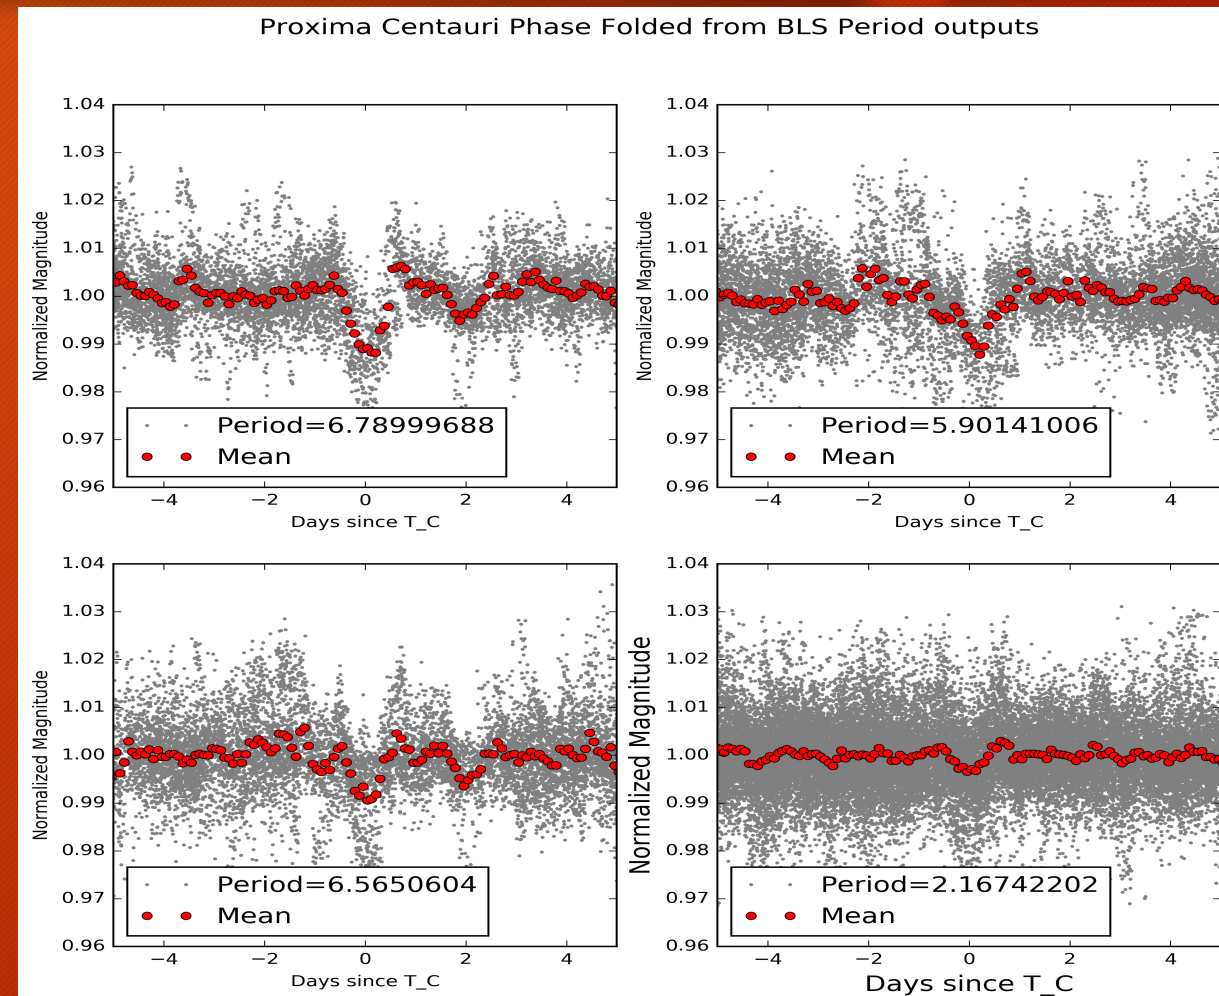 Proxima Centauri Phase Folded from BLS Period outputs
1.04
1.03
1.02
1.01
1.00
0.99
0.98
0.97
0.96
Normalized Magnitude
Period=6.78999688
Mean
−4 −2 0 2 4
Days since T_C
1.04
1.03
1.02
1.01
1.00
0.99
0.98
0.97
0.96
Normalized Magnitude
Period=5.90141006
Mean
−4 −2 0 2 4
Days since T_C
1.04
1.03
1.02
1.01
1.00
0.99
0.98
0.97
0.96
Normalized Magnitude
Period=6.5650604
Mean
−4 −2 0 2 4
Days since T_C
1.04
1.03
1.02
1.01
1.00
0.99
0.98
0.97
0.96
Normalized Magnitude
Period=2.16742202
Mean
−4 −2 0 2 4
Days since T_C